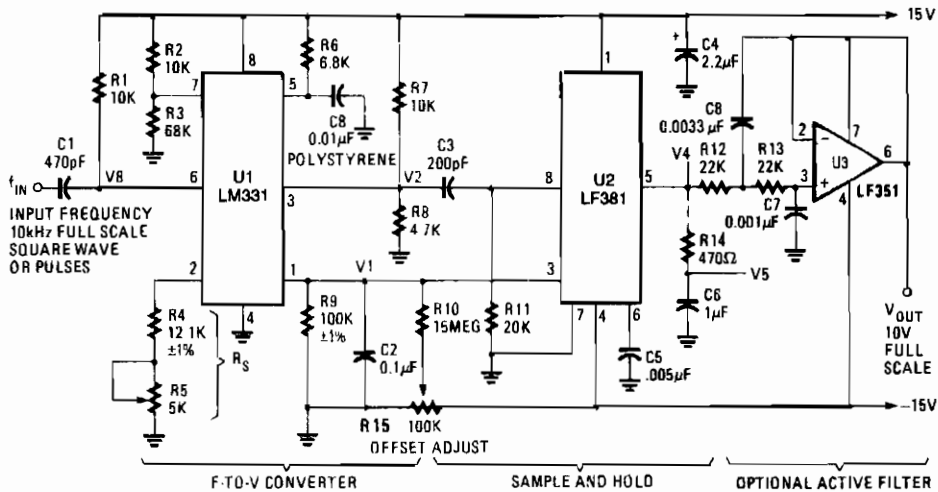 15V
R1
10K
R2
10K
R3
68K
R6
6.8K
C8
0.01µF
POLYSTYRENE
R7
10K
C4
2.2µF
+
C8
0.0033 µF
C1
470pF
fIN
INPUT FREQUENCY
10kHz FULL SCALE
SQUARE WAVE
OR PULSES
V8
7
8
5
6
U1
LM331
3
2
1
4
V2
C3
200pF
R8
4.7K
1
8
U2
LF381
5
3
7
4
6
V4
R12
22K
R13
22K
2
−
7
U3
6
3
+
4
LF351
C7
0.001µF
R14
470Ω
V5
C6
1µF
V1
R4
12.1K
±1%
RS
R5
5K
R9
100K
±1%
C2
0.1µF
R10
15MEG
R11
20K
C5
.005µF
R15
100K
OFFSET ADJUST
VOUT
10V
FULL
SCALE
−15V
F-TO-V CONVERTER
SAMPLE AND HOLD
OPTIONAL ACTIVE FILTER